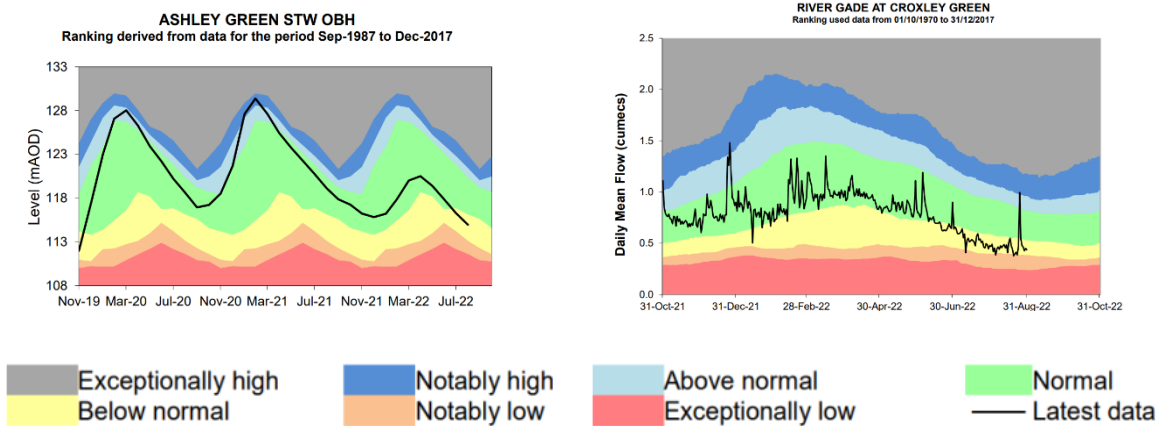 ASHLEY GREEN STW OBH
Ranking derived from data for the period Sep-1987 to Dec-2017
Level (mAOD)
133
128
123
118
113
108
Nov-19 Mar-20 Jul-20 Nov-20 Mar-21 Jul-21 Nov-21 Mar-22 Jul-22
RIVER GADE AT CROXLEY GREEN
Ranking used data from 01/10/1970 to 31/12/2017
Daily Mean Flow (cumecs)
2.5
2.0
1.5
1.0
0.5
0.0
31-Oct-21 31-Dec-21 28-Feb-22 30-Apr-22 30-Jun-22 31-Aug-22 31-Oct-22
Exceptionally high Notably high Above normal Normal
Below normal Notably low Exceptionally low Latest data